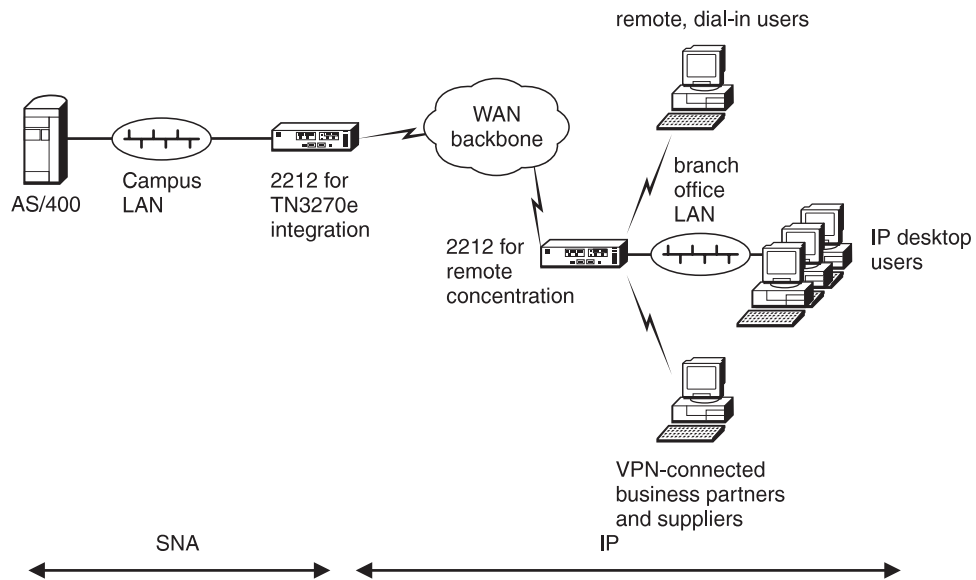 remote, dial-in users
WAN
backbone
AS/400
Campus
LAN
2212 for
TN3270e
integration
branch
office
LAN
2212 for
remote
concentration
IP desktop
users
VPN-connected
business partners
and suppliers
SNA
IP